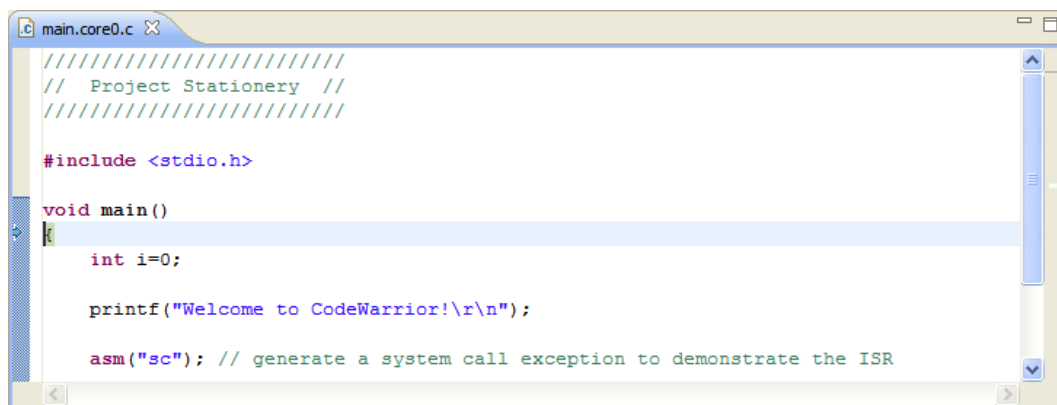 .c main.core0.c
//////////////////////////
//  Project Stationery  //
//////////////////////////
#include <stdio.h>
void main()
{
int i=0;
printf("Welcome to CodeWarrior!\r\n");
asm("sc"); // generate a system call exception to demonstrate the ISR